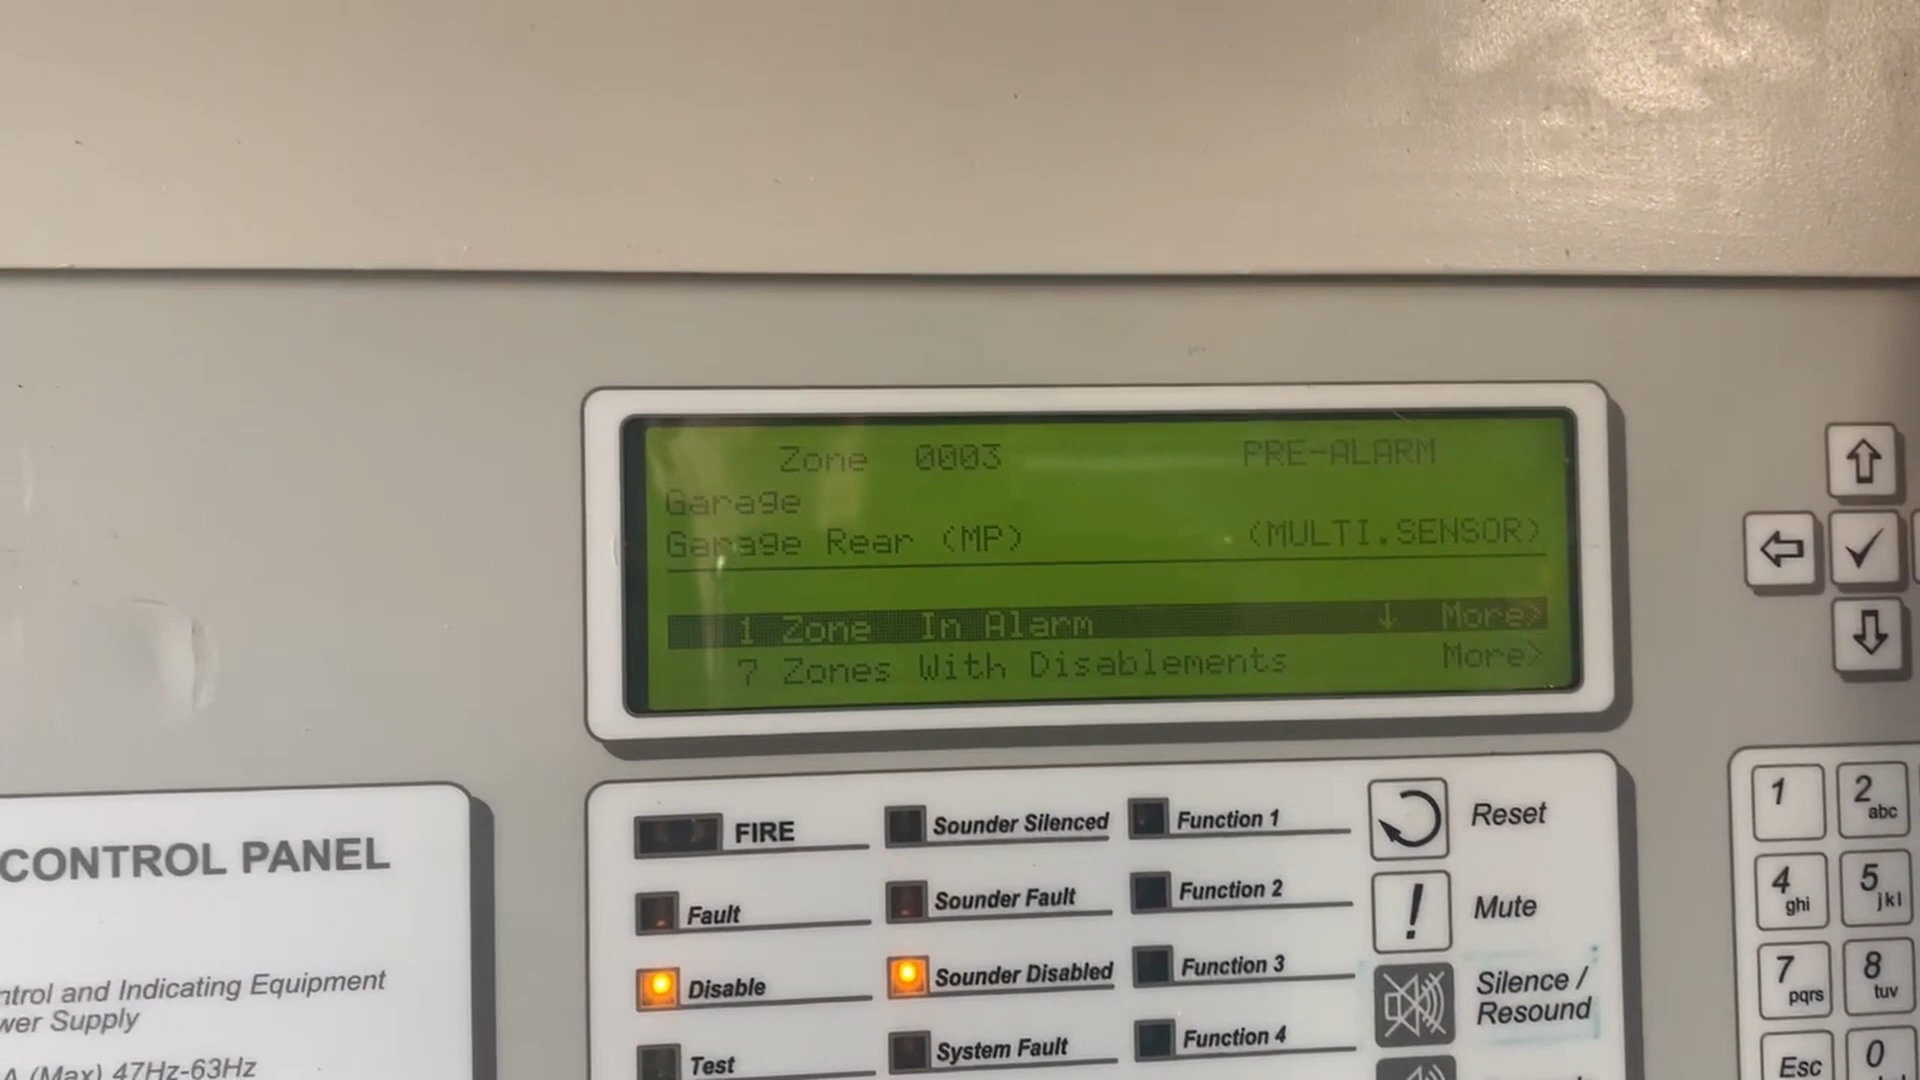 Zone 0003 PRE-ALARM
Garage
Garage Rear (MP) (MULTI.SENSOR)
1 Zone In Alarm ↓ More>
7 Zones With Disablements More>
CONTROL PANEL
ntrol and Indicating Equipment
wer Supply
A (Max) 47Hz-63Hz
FIRE
Fault
Disable
Test
Sounder Silenced
Sounder Fault
Sounder Disabled
System Fault
Function 1
Function 2
Function 3
Function 4
Reset
! Mute
Silence /
Resound
1
2 abc
4 ghi
5 jkl
7 pqrs
8 tuv
Esc
0